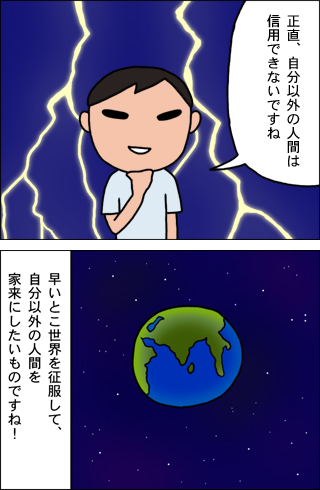 正直、自分以外の人間は
信用できないですね
早いとこ世界を征服して、
自分以外の人間を
家来にしたいものですね！